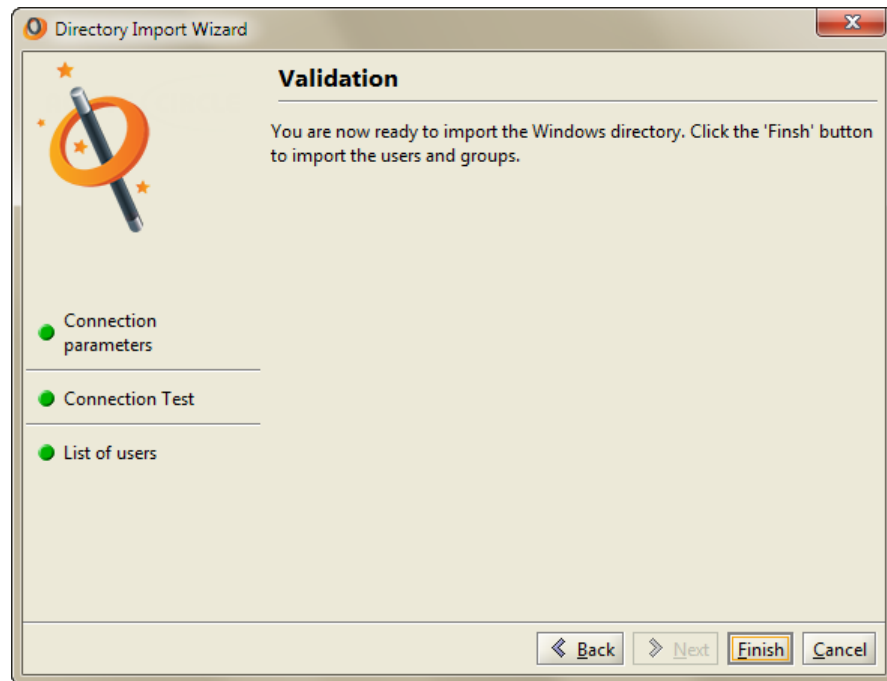 Directory Import Wizard
Validation
You are now ready to import the Windows directory. Click the 'Finsh' button
to import the users and groups.
Connection
parameters
Connection Test
List of users
Back Next Finish Cancel